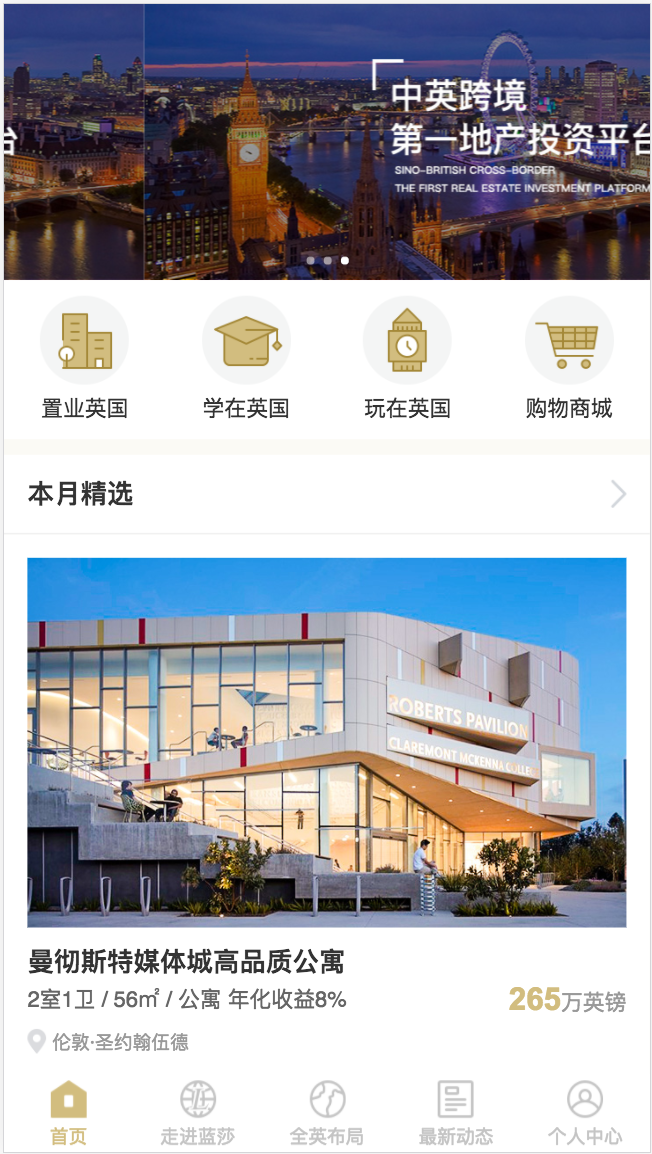 台
中英跨境
第一地产投资平台
SINO-BRITISH CROSS-BORDER
THE FIRST REAL ESTATE INVESTMENT PLATFORM
置业英国 学在英国 玩在英国 购物商城
本月精选
ROBERTS PAVILION
CLAREMONT MCKENNA COLLEGE
曼彻斯特媒体城高品质公寓
2室1卫 / 56㎡ / 公寓 年化收益8%
265万英镑
伦敦·圣约翰伍德
首页 走进蓝莎 全英布局 最新动态 个人中心